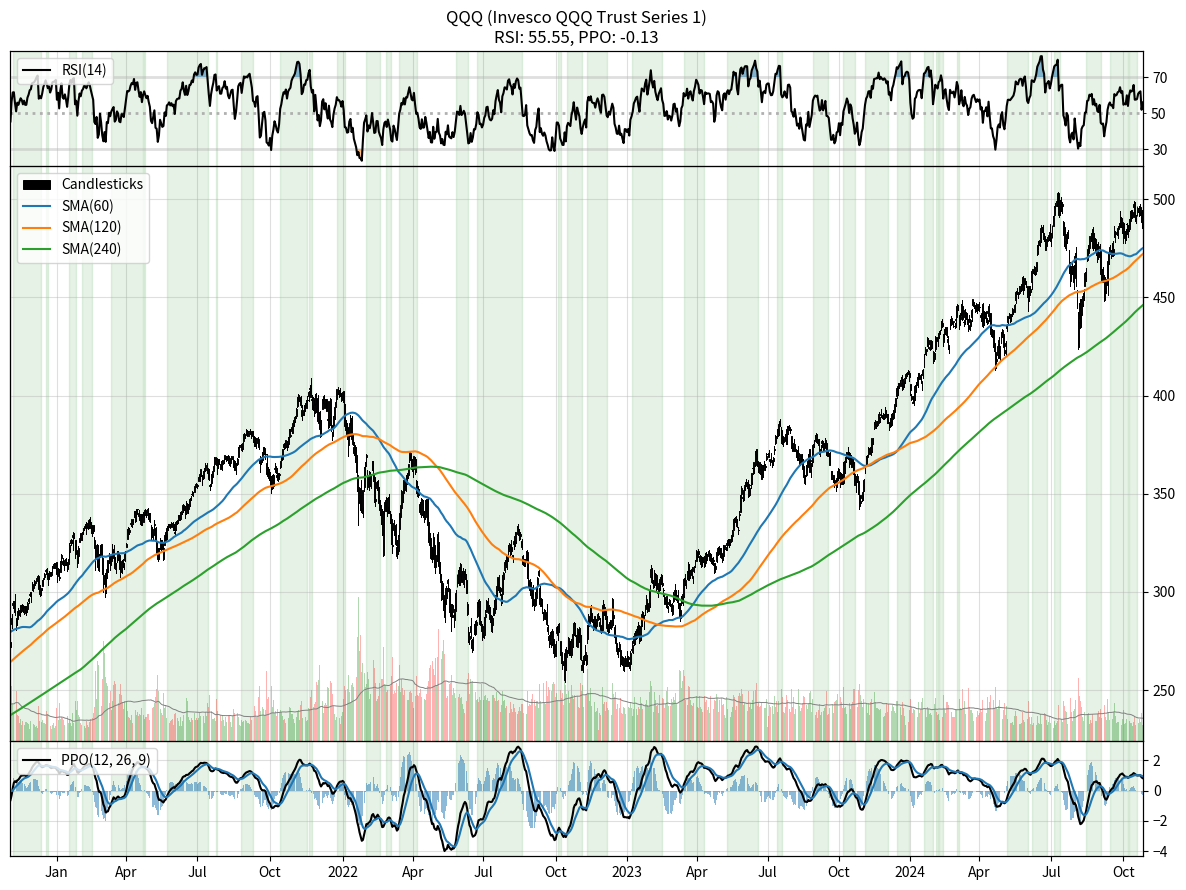 QQQ (Invesco QQQ Trust Series 1)
RSI: 55.55, PPO: -0.13
RSI(14)
70
50
30
Candlesticks
SMA(60)
SMA(120)
SMA(240)
500
450
400
350
300
250
PPO(12, 26, 9)
2
0
−2
−4
Jan Apr Jul Oct 2022 Apr Jul Oct 2023 Apr Jul Oct 2024 Apr Jul Oct